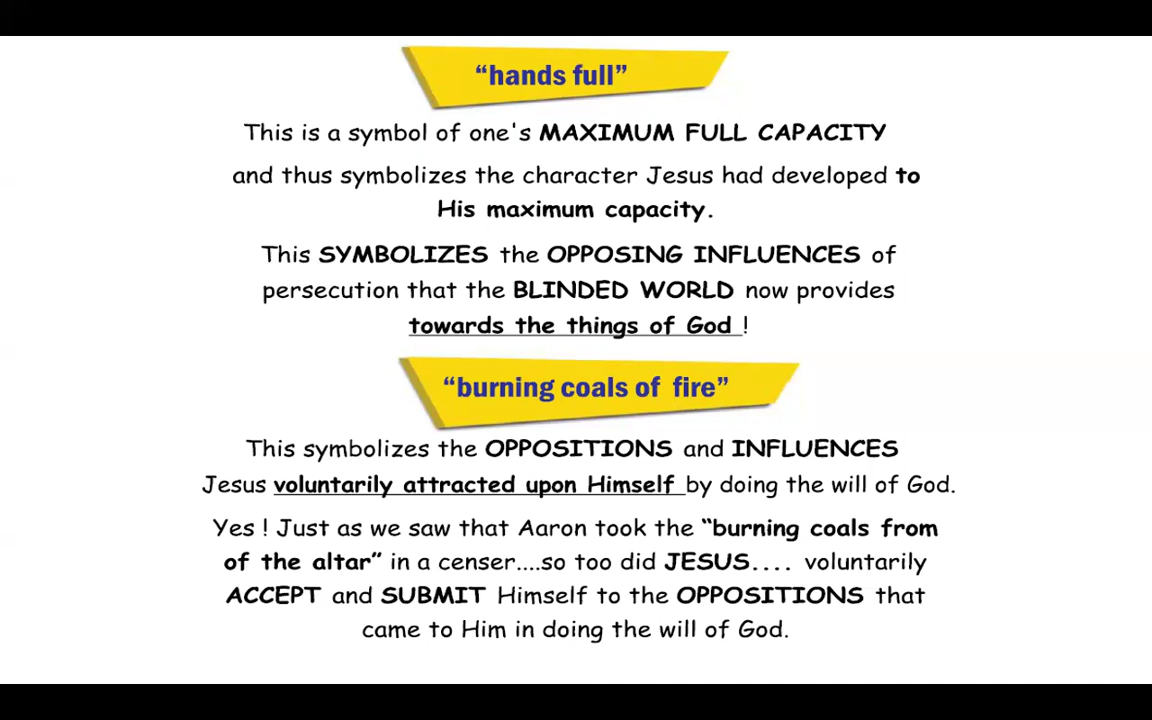 “hands full”
This is a symbol of one's MAXIMUM FULL CAPACITY
and thus symbolizes the character Jesus had developed to
His maximum capacity.
This SYMBOLIZES the OPPOSING INFLUENCES of
persecution that the BLINDED WORLD now provides
towards the things of God !
“burning coals of fire”
This symbolizes the OPPOSITIONS and INFLUENCES
Jesus voluntarily attracted upon Himself by doing the will of God.
Yes ! Just as we saw that Aaron took the “burning coals from
of the altar” in a censer....so too did JESUS.... voluntarily
ACCEPT and SUBMIT Himself to the OPPOSITIONS that
came to Him in doing the will of God.